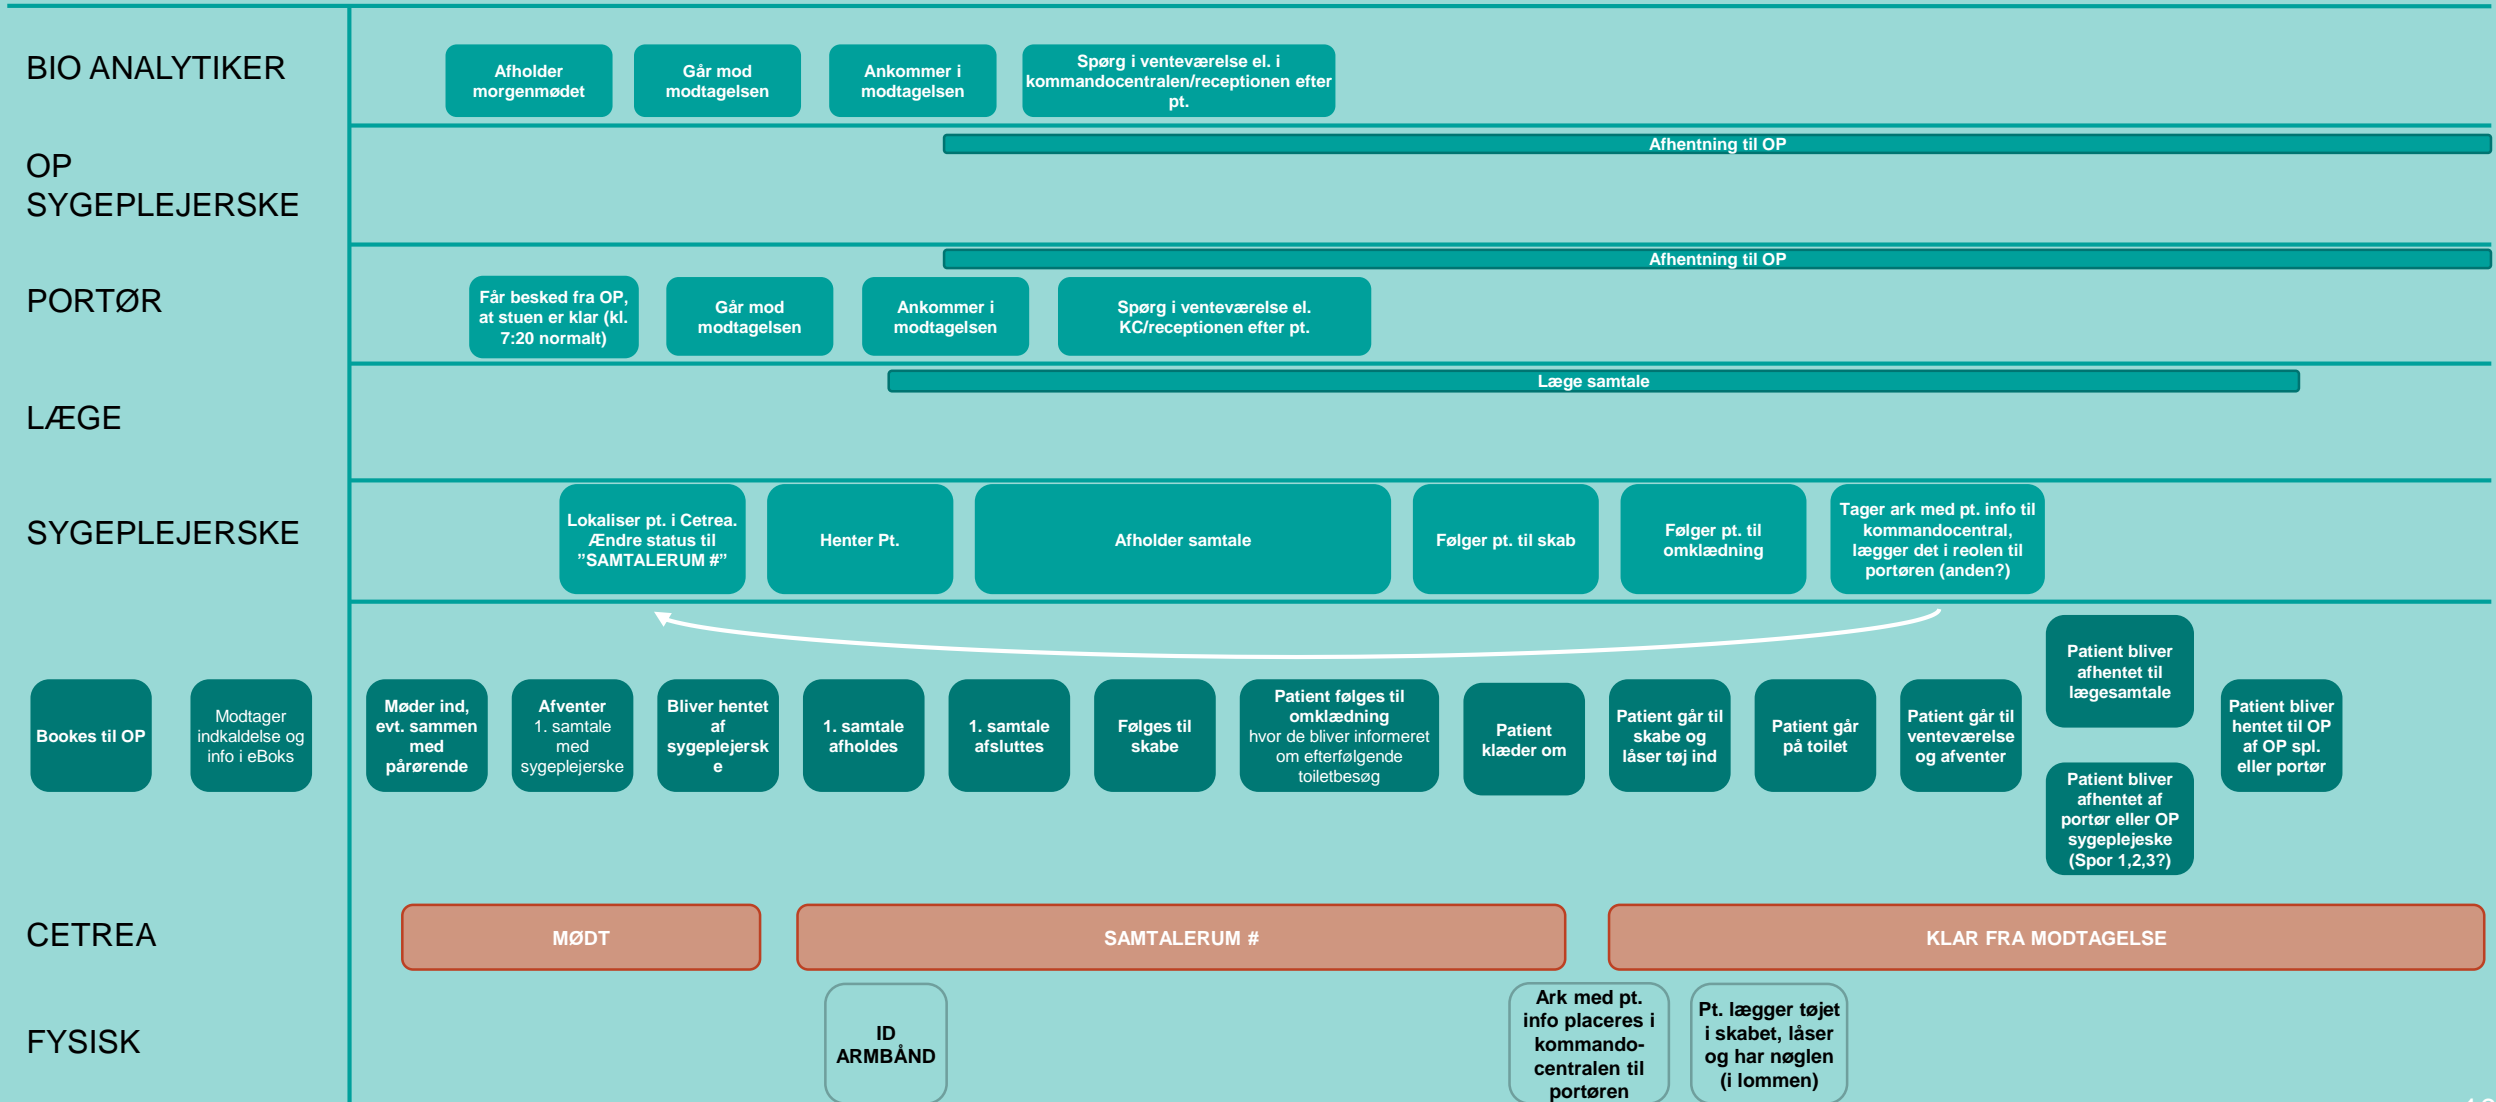 BIO ANALYTIKER
Afholder
morgenmødet
Går mod
modtagelsen
Ankommer i
modtagelsen
Spørg i venteværelse el. i
kommandocentralen/receptionen efter
pt.
OP
SYGEPLEJERSKE
Afhentning til OP
PORTØR
Afhentning til OP
Får besked fra OP,
at stuen er klar (kl.
7:20 normalt)
Går mod
modtagelsen
Ankommer i
modtagelsen
Spørg i venteværelse el.
KC/receptionen efter pt.
LÆGE
Læge samtale
SYGEPLEJERSKE
Lokaliser pt. i Cetrea.
Ændre status til
”SAMTALERUM #”
Henter Pt.
Afholder samtale
Følger pt. til skab
Følger pt. til
omklædning
Tager ark med pt. info til
kommandocentral,
lægger det i reolen til
portøren (anden?)
Bookes til OP
Modtager
indkaldelse og
info i eBoks
Møder ind,
evt. sammen
med
pårørende
Afventer
1. samtale
med
sygeplejerske
Bliver hentet
af
sygeplejersk
e
1. samtale
afholdes
1. samtale
afsluttes
Følges til
skabe
Patient følges til
omklædning
hvor de bliver informeret
om efterfølgende
toiletbesøg
Patient
klæder om
Patient går til
skabe og
låser tøj ind
Patient går
på toilet
Patient går til
venteværelse
og afventer
Patient bliver
afhentet til
lægesamtale
Patient bliver
afhentet af
portør eller OP
sygeplejeske
(Spor 1,2,3?)
Patient bliver
hentet til OP
af OP spl.
eller portør
CETREA
MØDT
SAMTALERUM #
KLAR FRA MODTAGELSE
FYSISK
ID
ARMBÅND
Ark med pt.
info placeres i
kommando-
centralen til
portøren
Pt. lægger tøjet
i skabet, låser
og har nøglen
(i lommen)